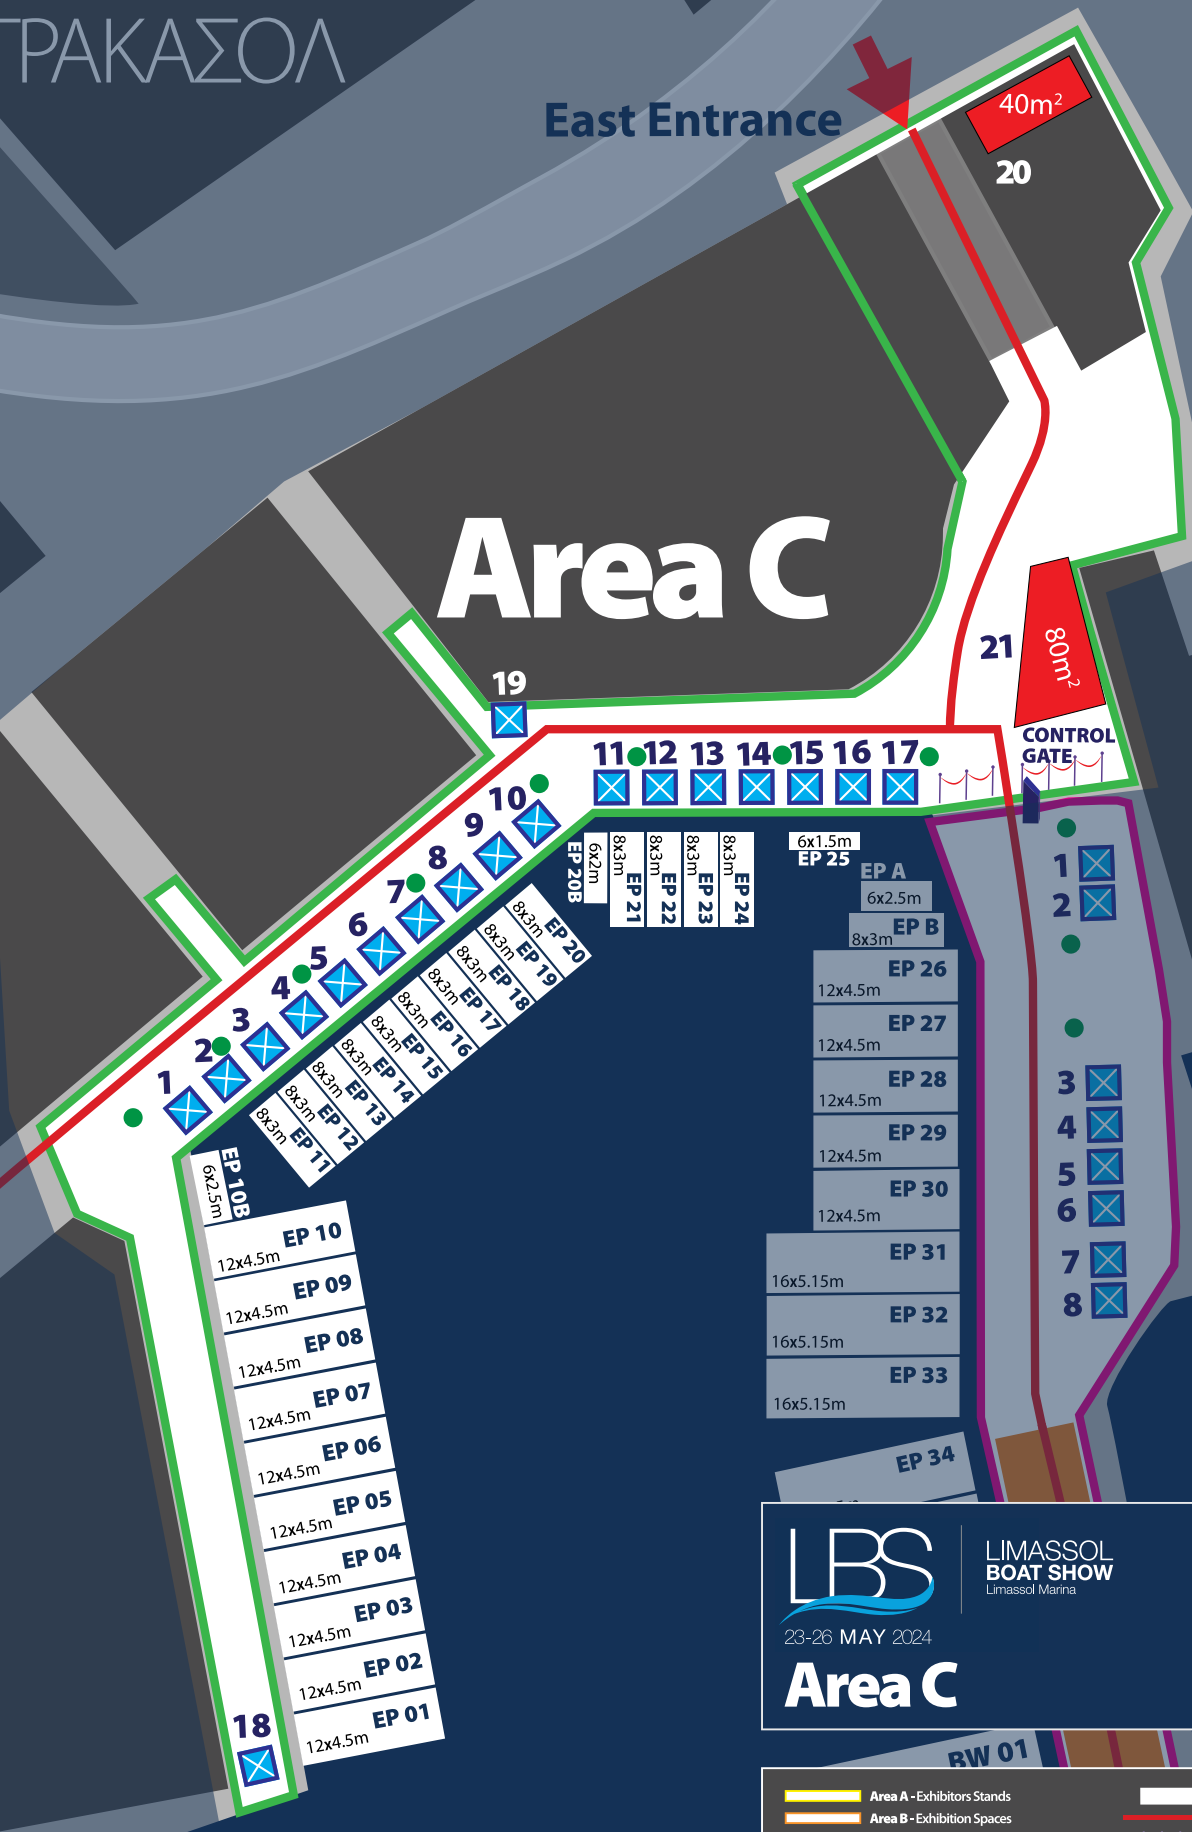 ΤΡΑΚΑΣΟΛ
East Entrance
40m²
20
Area C
19
21
80m²
CONTROL
GATE
11
12
13
14
15
16
17
10
9
8
7
6
5
4
3
2
1
EP 20B
6x2m
8x3m
EP 21
8x3m
EP 22
8x3m
EP 23
8x3m
EP 24
6x1.5m
EP 25
EP A
6x2.5m
EP B
8x3m
EP 26
12x4.5m
EP 27
12x4.5m
EP 28
12x4.5m
EP 29
12x4.5m
EP 30
12x4.5m
EP 31
16x5.15m
EP 32
16x5.15m
EP 33
16x5.15m
EP 34
1
2
3
4
5
6
7
8
8x3m
EP 20
8x3m
EP 19
8x3m
EP 18
8x3m
EP 17
8x3m
EP 16
8x3m
EP 15
8x3m
EP 14
8x3m
EP 13
8x3m
EP 12
8x3m
EP 11
EP 10B
6x2.5m
EP 10
12x4.5m
EP 09
12x4.5m
EP 08
12x4.5m
EP 07
12x4.5m
EP 06
12x4.5m
EP 05
12x4.5m
EP 04
12x4.5m
EP 03
12x4.5m
EP 02
12x4.5m
EP 01
12x4.5m
18
LBS
LIMASSOL
BOAT SHOW
Limassol Marina
23-26 MAY 2024
Area C
BW 01
Area A - Exhibitors Stands
Area B - Exhibition Spaces